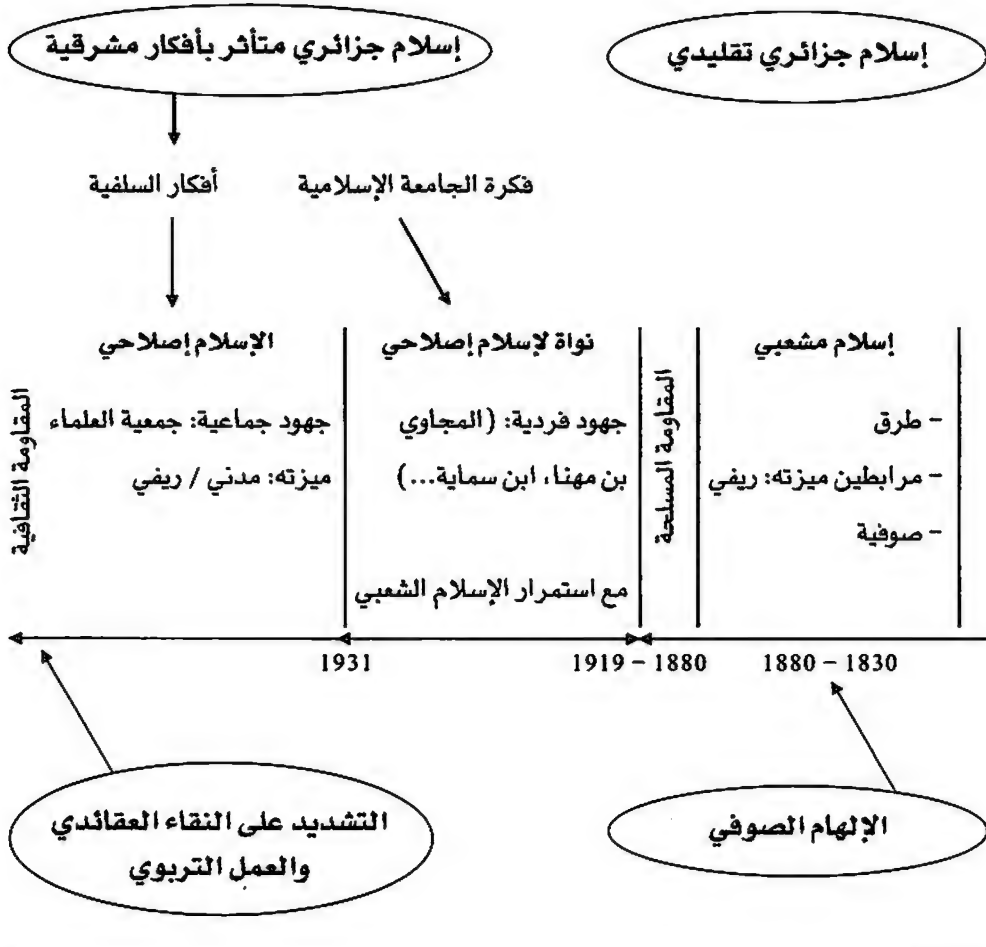 إسلام جزائري تقليدي
إسلام جزائري متأثر بأفكار مشرقية
فكرة الجامعة الإسلامية
أفكار السلفية
إسلام مشعبي
- طرق
- مرابطين ميزته: ريفي
- صوفية
المقاومة المسلحة
نواة لإسلام إصلاحي
جهود فردية: (المجاوي
بن مهنا، ابن سماية...)
مع استمرار الإسلام الشعبي
الإسلام إصلاحي
جهود جماعية: جمعية العلماء
ميزته: مدني / ريفي
المقاومة الثقافية
1880 – 1830
1919 – 1880
1931
الإلهام الصوفي
التشديد على النقاء العقائدي
والعمل التربوي